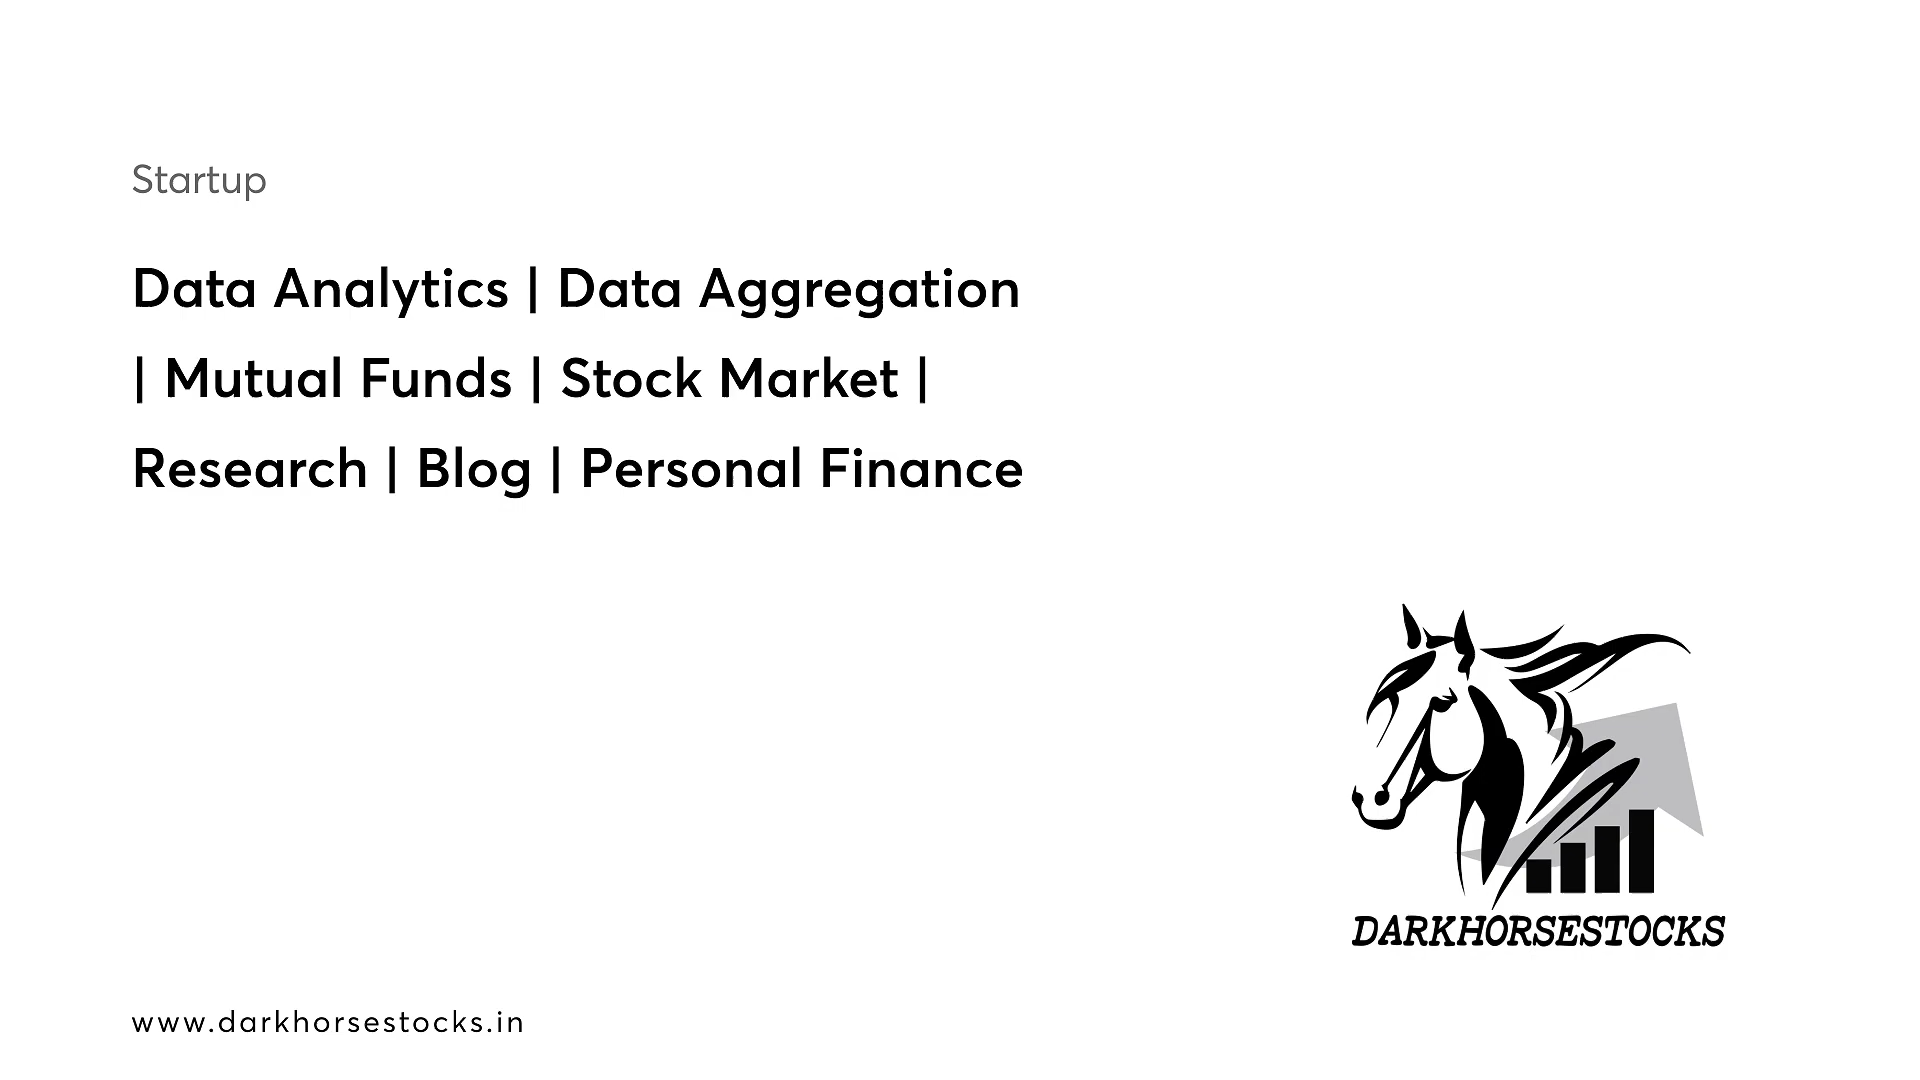 Startup
Data Analytics | Data Aggregation
| Mutual Funds | Stock Market |
Research | Blog | Personal Finance
DARKHORSESTOCKS
www.darkhorsestocks.in